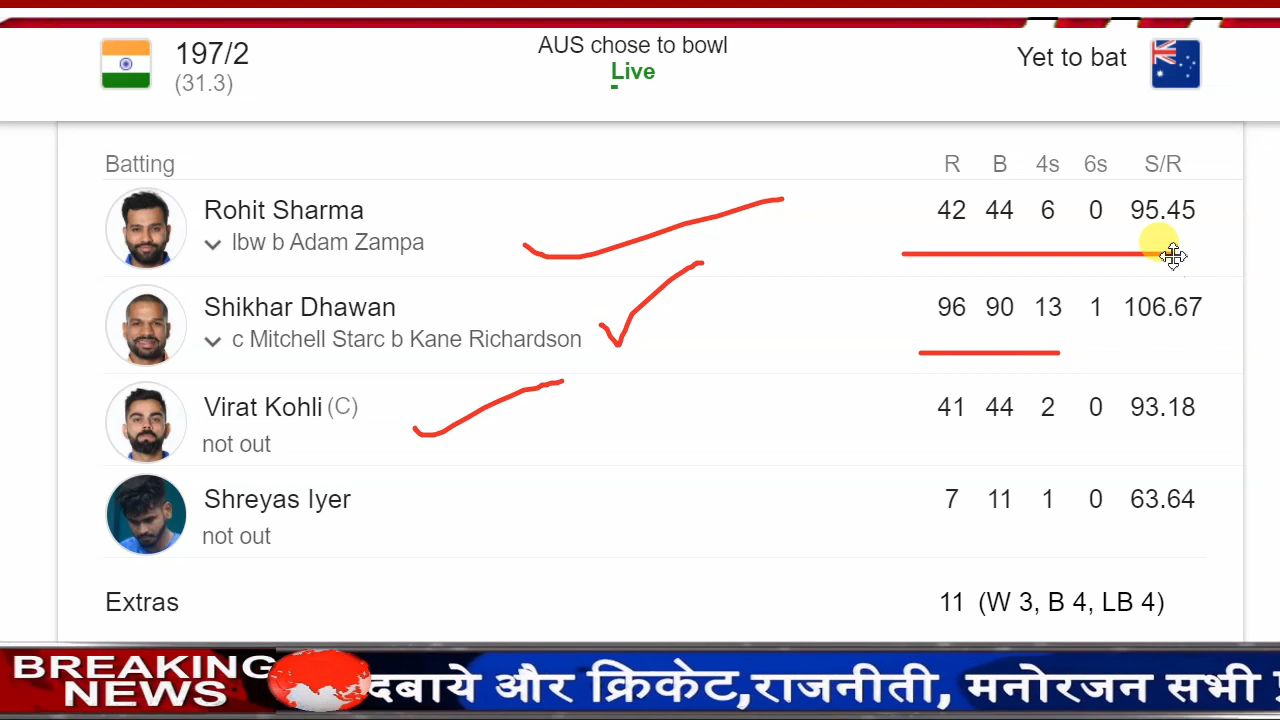 197/2
(31.3)
AUS chose to bowl
Live
Yet to bat
Batting R B 4s 6s S/R
Rohit Sharma 42 44 6 0 95.45
lbw b Adam Zampa
Shikhar Dhawan 96 90 13 1 106.67
c Mitchell Starc b Kane Richardson
Virat Kohli (C) 41 44 2 0 93.18
not out
Shreyas Iyer 7 11 1 0 63.64
not out
Extras 11 (W 3, B 4, LB 4)
BREAKING
NEWS
दबाये और क्रिकेट,राजनीती, मनोरजन सभी